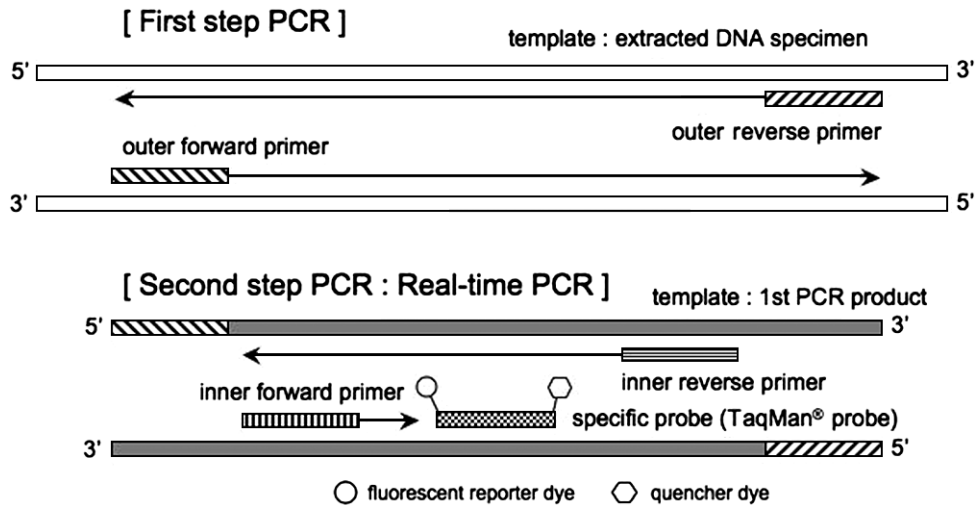 [ First step PCR ]
template : extracted DNA specimen
5’ 3’
outer reverse primer
outer forward primer
3’ 5’
[ Second step PCR : Real-time PCR ]
template : 1st PCR product
5’ 3’
inner forward primer inner reverse primer
specific probe (TaqMan® probe)
3’ 5’
fluorescent reporter dye quencher dye